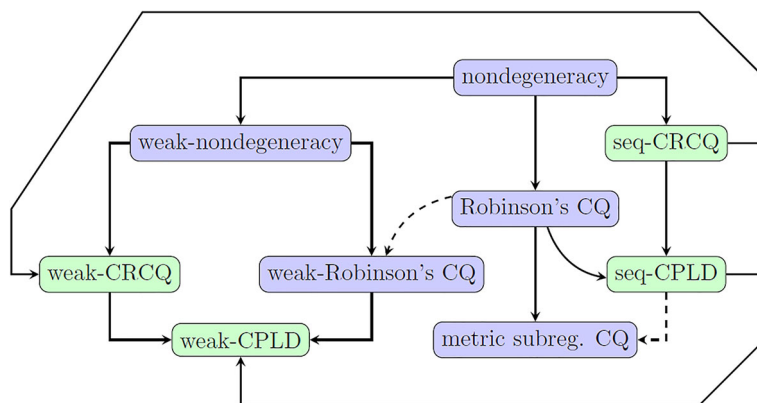 nondegeneracy
weak-nondegeneracy
seq-CRCQ
Robinson's CQ
weak-CRCQ
weak-Robinson's CQ
seq-CPLD
weak-CPLD
metric subreg. CQ